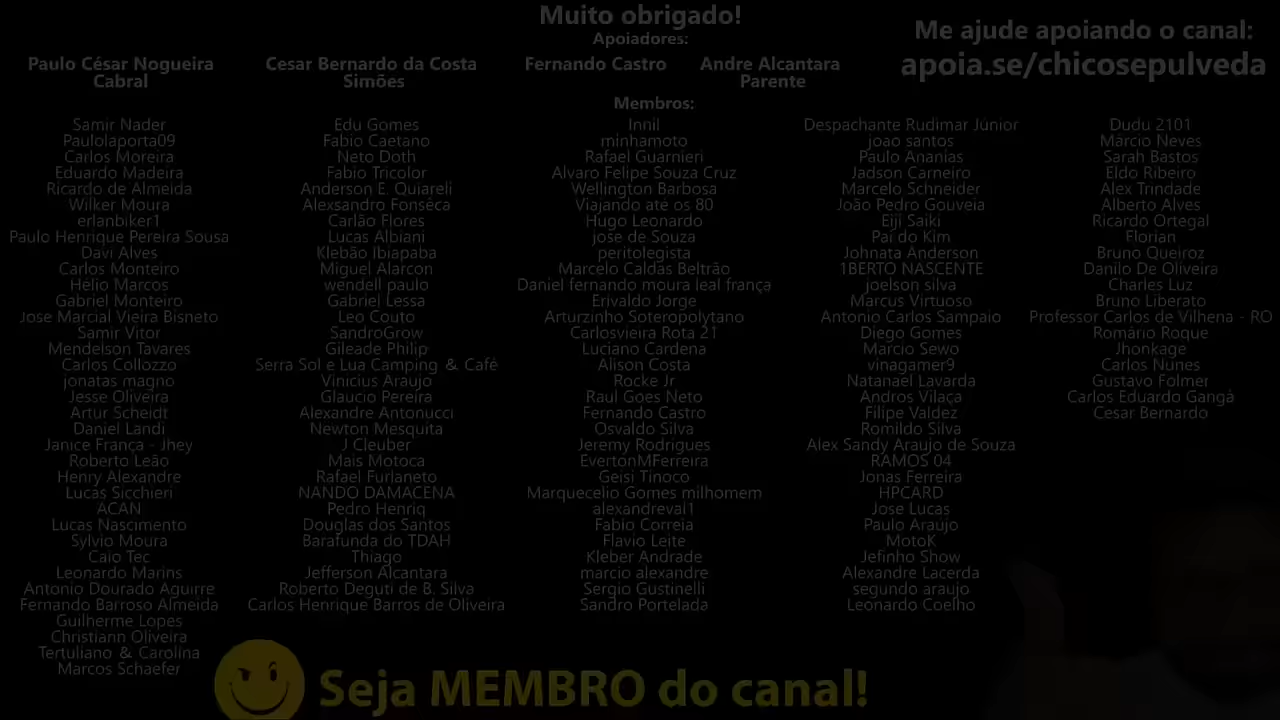 Muito obrigado!
Apoiadores:
Me ajude apoiando o canal:
apoia.se/chicosepulveda
Paulo César Nogueira
Cabral
Cesar Bernardo da Costa
Simões
Fernando Castro
Andre Alcantara
Parente
Membros:
Samir Nader
Paulolaporta09
Carlos Moreira
Eduardo Madeira
Ricardo de Almeida
Wilker Moura
erlanbiker1
Paulo Henrique Pereira Sousa
Davi Alves
Carlos Monteiro
Hélio Marcos
Gabriel Monteiro
Jose Marcial Vieira Bisneto
Samir Vitor
Mendelson Tavares
Carlos Collozzo
jonatas magno
Jesse Oliveira
Artur Scheidt
Daniel Landi
Janice França - Jhey
Roberto Leão
Henry Alexandre
Lucas Sicchieri
ACAN
Lucas Nascimento
Sylvio Moura
Caio Tec
Leonardo Marins
Antonio Dourado Aguirre
Fernando Barroso Almeida
Guilherme Lopes
Christiann Oliveira
Tertuliano & Carolina
Marcos Schaefer
Edu Gomes
Fabio Caetano
Neto Doth
Fabio Tricolor
Anderson E. Quiareli
Alexsandro Fonsêca
Carlão Flores
Lucas Albiani
Klebão Ibiapaba
Miguel Alarcon
wendell paulo
Gabriel Lessa
Leo Couto
SandroGrow
Gileade Philip
Serra Sol e Lua Camping & Café
Vinicius Araujo
Glaucio Pereira
Alexandre Antonucci
Newton Mesquita
J Cleuber
Mais Motoca
Rafael Furlaneto
NANDO DAMACENA
Pedro Henriq
Douglas dos Santos
Barafunda do TDAH
Thiago
Jefferson Alcantara
Roberto Deguti de B. Silva
Carlos Henrique Barros de Oliveira
Innil
minhamoto
Rafael Guarnieri
Alvaro Felipe Souza Cruz
Wellington Barbosa
Viajando até os 80
Hugo Leonardo
jose de Souza
peritolegista
Marcelo Caldas Beltrão
Daniel fernando moura leal frança
Erivaldo Jorge
Arturzinho Soteropolytano
Carlosvieira Rota 21
Luciano Cardena
Alison Costa
Rocke Jr
Raul Goes Neto
Fernando Castro
Osvaldo Silva
Jeremy Rodrigues
EvertonMFerreira
Geisi Tinoco
Marquecelio Gomes milhomem
alexandreval1
Fabio Correia
Flavio Leite
Kleber Andrade
marcio alexandre
Sergio Gustinelli
Sandro Portelada
Despachante Rudimar Júnior
joao santos
Paulo Ananias
Jadson Carneiro
Marcelo Schneider
João Pedro Gouveia
Eiji Saiki
Pai do Kim
Johnata Anderson
1BERTO NASCENTE
joelson silva
Marcus Virtuoso
Antonio Carlos Sampaio
Diego Gomes
Marcio Sewo
vinagamer9
Natanael Lavarda
Andros Vilaça
Filipe Valdez
Romildo Silva
Alex Sandy Araujo de Souza
RAMOS 04
Jonas Ferreira
HPCARD
Jose Lucas
Paulo Araújo
MotoK
Jefinho Show
Alexandre Lacerda
segundo araujo
Leonardo Coelho
Dudu 2101
Márcio Neves
Sarah Bastos
Eldo Ribeiro
Alex Trindade
Alberto Alves
Ricardo Ortegal
Florian
Bruno Queiroz
Danilo De Oliveira
Charles Luz
Bruno Liberato
Professor Carlos de Vilhena - RO
Romário Roque
Jhonkage
Carlos Nunes
Gustavo Folmer
Carlos Eduardo Gangá
Cesar Bernardo
Seja MEMBRO do canal!